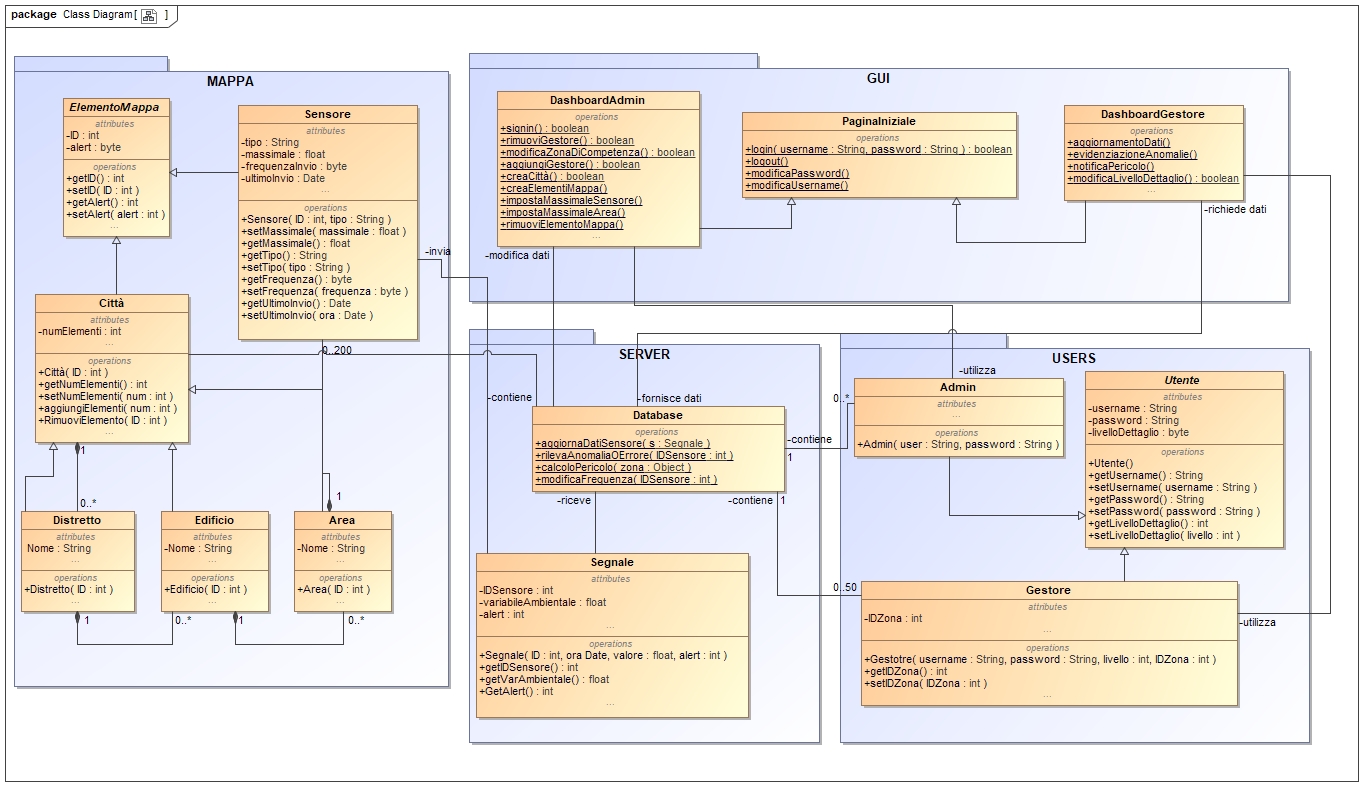 package Class Diagram[ ]
MAPPA
ElementoMappa
attributes
-ID : int
-alert : byte
operations
+getID() : int
+setID( ID : int )
+getAlert() : int
+setAlert( alert : int )
...
Sensore
attributes
-tipo : String
-massimale : float
-frequenzaInvio : byte
-ultimoInvio : Date
...
operations
+Sensore( ID : int, tipo : String )
+setMassimale( massimale : float )
+getMassimale() : float
+getTipo() : String
+setTipo( tipo : String )
+getFrequenza() : byte
+setFrequenza( frequenza : byte )
+getUltimoInvio() : Date
+setUltimoInvio( ora : Date )
-invia
0..200
Città
attributes
-numElementi : int
...
operations
+Città( ID : int )
+getNumElementi() : int
+setNumElementi( num : int )
+aggiungiElementi( num : int )
+RimuoviElemento( ID : int )
...
1
0..*
1
Distretto
attributes
Nome : String
...
operations
+Distretto( ID : int )
...
Edificio
attributes
-Nome : String
...
operations
+Edificio( ID : int )
...
Area
attributes
-Nome : String
...
operations
+Area( ID : int )
...
1
0..*
1
0..*
GUI
DashboardAdmin
operations
+signin() : boolean
+rimuoviGestore() : boolean
+modificaZonaDiCompetenza() : boolean
+aggiungiGestore() : boolean
+creaCittà() : boolean
+creaElementiMappa()
+impostaMassimaleSensore()
+impostaMassimaleArea()
+rimuoviElementoMappa()
...
-modifica dati
PaginaIniziale
operations
+login( username : String, password : String ) : boolean
+logout()
+modificaPassword()
+modificaUsername()
DashboardGestore
operations
+aggiornamentoDati()
+evidenziazioneAnomalie()
+notificaPericolo()
+modificaLivelloDettaglio() : boolean
...
-richiede dati
SERVER
-contiene
-fornisce dati
Database
operations
+aggiornaDatiSensore( s : Segnale )
+rilevaAnomaliaOErrore( IDSensore : int )
+calcoloPericolo( zona : Object )
+modificaFrequenza( IDSensore : int )
-contiene
1
0..*
-riceve
-contiene
1
Segnale
attributes
-IDSensore : int
-variabileAmbientale : float
-alert : int
...
operations
+Segnale( ID : int, ora Date, valore : float, alert : int )
+getIDSensore() : int
+getVarAmbientale() : float
+GetAlert() : int
...
USERS
-utilizza
Admin
attributes
...
operations
+Admin( user : String, password : String )
Utente
attributes
-username : String
-password : String
-livelloDettaglio : byte
operations
+Utente()
+getUsername() : String
+setUsername( username : String )
+getPassword() : String
+setPassword( password : String )
+getLivelloDettaglio() : int
+setLivelloDettaglio( livello : int )
0..50
Gestore
attributes
-IDZona : int
...
operations
+Gestotre( username : String, password : String, livello : int, IDZona : int )
+getIDZona() : int
+setIDZona( IDZona : int )
...
-utilizza